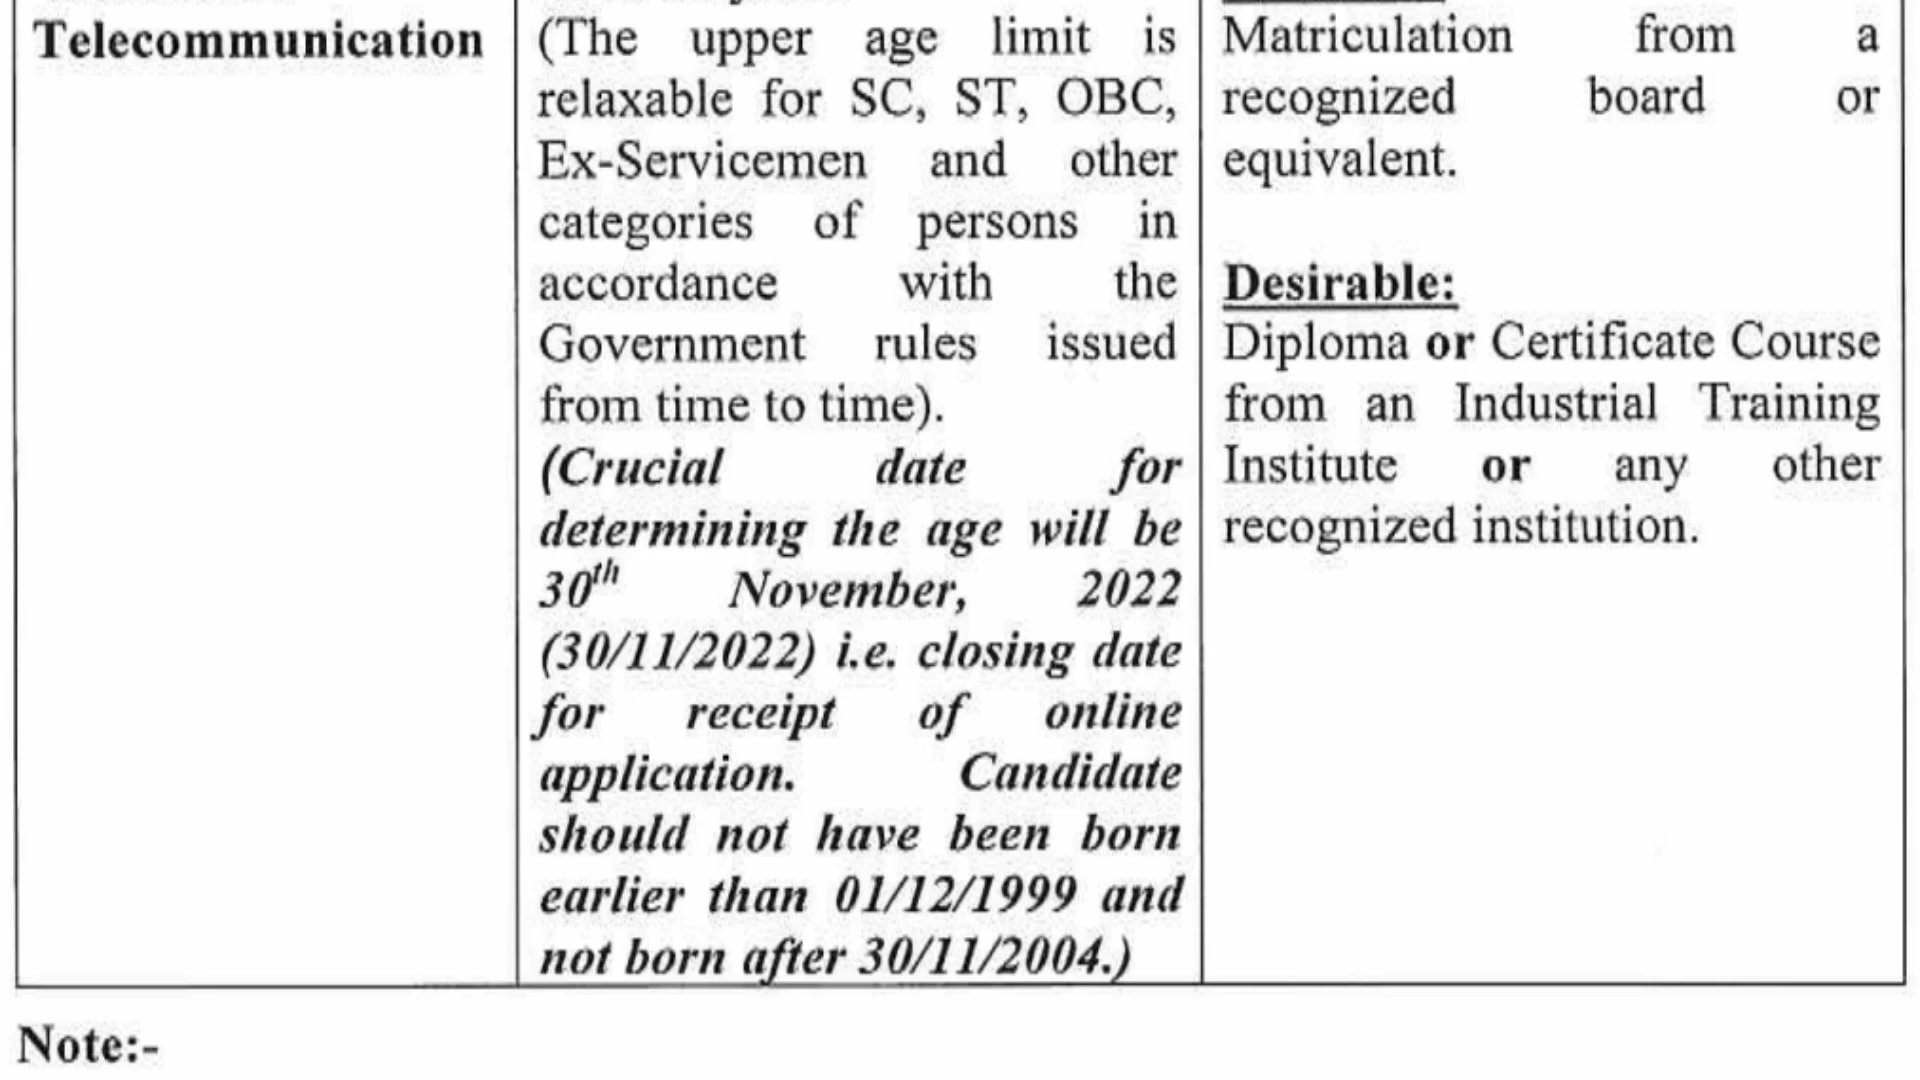 Telecommunication
(The upper age limit is
relaxable for SC, ST, OBC,
Ex-Servicemen and other
categories of persons in
accordance with the
Government rules issued
from time to time).
(Crucial date for
determining the age will be
30th November, 2022
(30/11/2022) i.e. closing date
for receipt of online
application. Candidate
should not have been born
earlier than 01/12/1999 and
not born after 30/11/2004.)
Matriculation from a
recognized board or
equivalent.
Desirable:
Diploma or Certificate Course
from an Industrial Training
Institute or any other
recognized institution.
Note:-